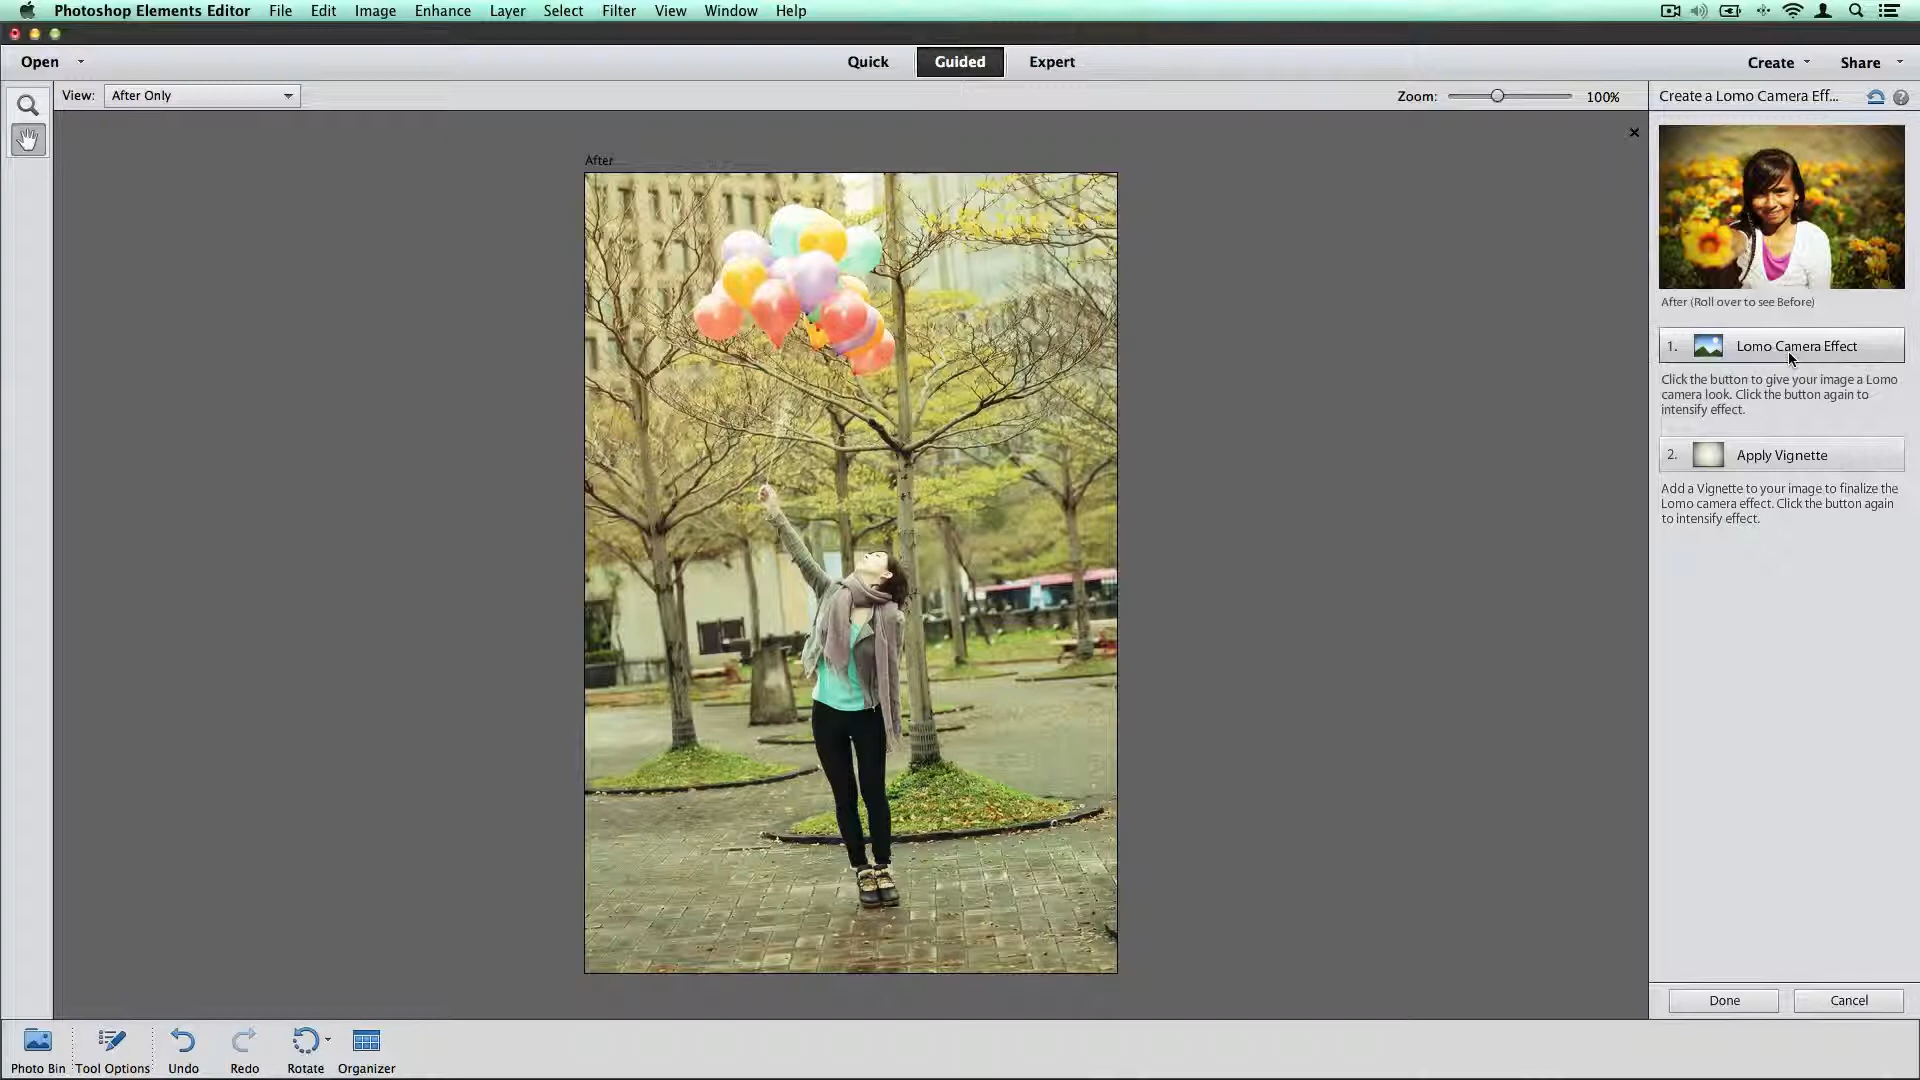 Photoshop Elements Editor File Edit Image Enhance Layer Select Filter View Window Help
Open Quick Guided Expert Create Share
View: After Only Zoom: 100% Create a Lomo Camera Eff...
After
After (Roll over to see Before)
1. Lomo Camera Effect
Click the button to give your image a Lomo
camera look. Click the button again to
intensify effect.
2. Apply Vignette
Add a Vignette to your image to finalize the
Lomo camera effect. Click the button again
to intensify effect.
Done Cancel
Photo Bin Tool Options Undo Redo Rotate Organizer